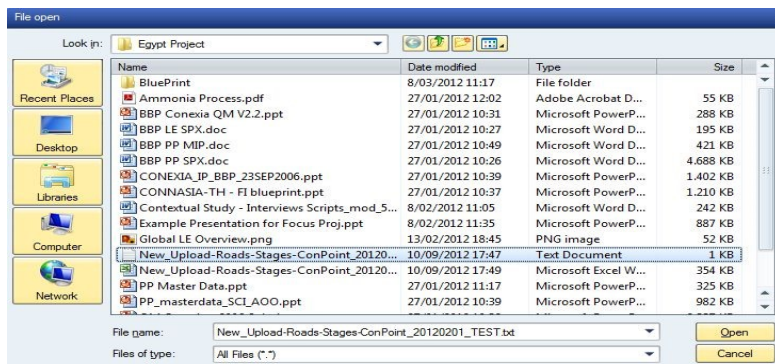 File open
Look in: Egypt Project
Name Date modified Type Size
BluePrint 8/03/2012 11:17 File folder
Ammonia Process.pdf 27/01/2012 12:02 Adobe Acrobat D... 55 KB
BBP Conexia QM V2.2.ppt 27/01/2012 10:31 Microsoft PowerP... 288 KB
BBP LE SPX.doc 27/01/2012 10:27 Microsoft Word D... 195 KB
BBP PP MIP.doc 27/01/2012 10:49 Microsoft Word D... 421 KB
BBP PP SPX.doc 27/01/2012 10:26 Microsoft Word D... 4.688 KB
CONEXIA_IP_BBP_23SEP2006.ppt 27/01/2012 10:39 Microsoft PowerP... 1.402 KB
CONNASIA-TH - FI blueprint.ppt 27/01/2012 10:37 Microsoft PowerP... 1.210 KB
Contextual Study - Interviews Scripts_mod_5... 8/02/2012 11:05 Microsoft Word D... 242 KB
Example Presentation for Focus Proj.ppt 8/02/2012 11:35 Microsoft PowerP... 887 KB
Global LE Overview.png 13/02/2012 18:45 PNG image 52 KB
New_Upload-Roads-Stages-ConPoint_20120... 10/09/2012 17:47 Text Document 1 KB
New_Upload-Roads-Stages-ConPoint_20120... 10/09/2012 17:49 Microsoft Excel W... 354 KB
PP Master Data.ppt 27/01/2012 11:17 Microsoft PowerP... 325 KB
PP_masterdata_SCI_AOO.ppt 27/01/2012 10:39 Microsoft PowerP... 982 KB
Recent Places
Desktop
Libraries
Computer
Network
File name: New_Upload-Roads-Stages-ConPoint_20120201_TEST.txt Open
Files of type: All Files (*.*) Cancel